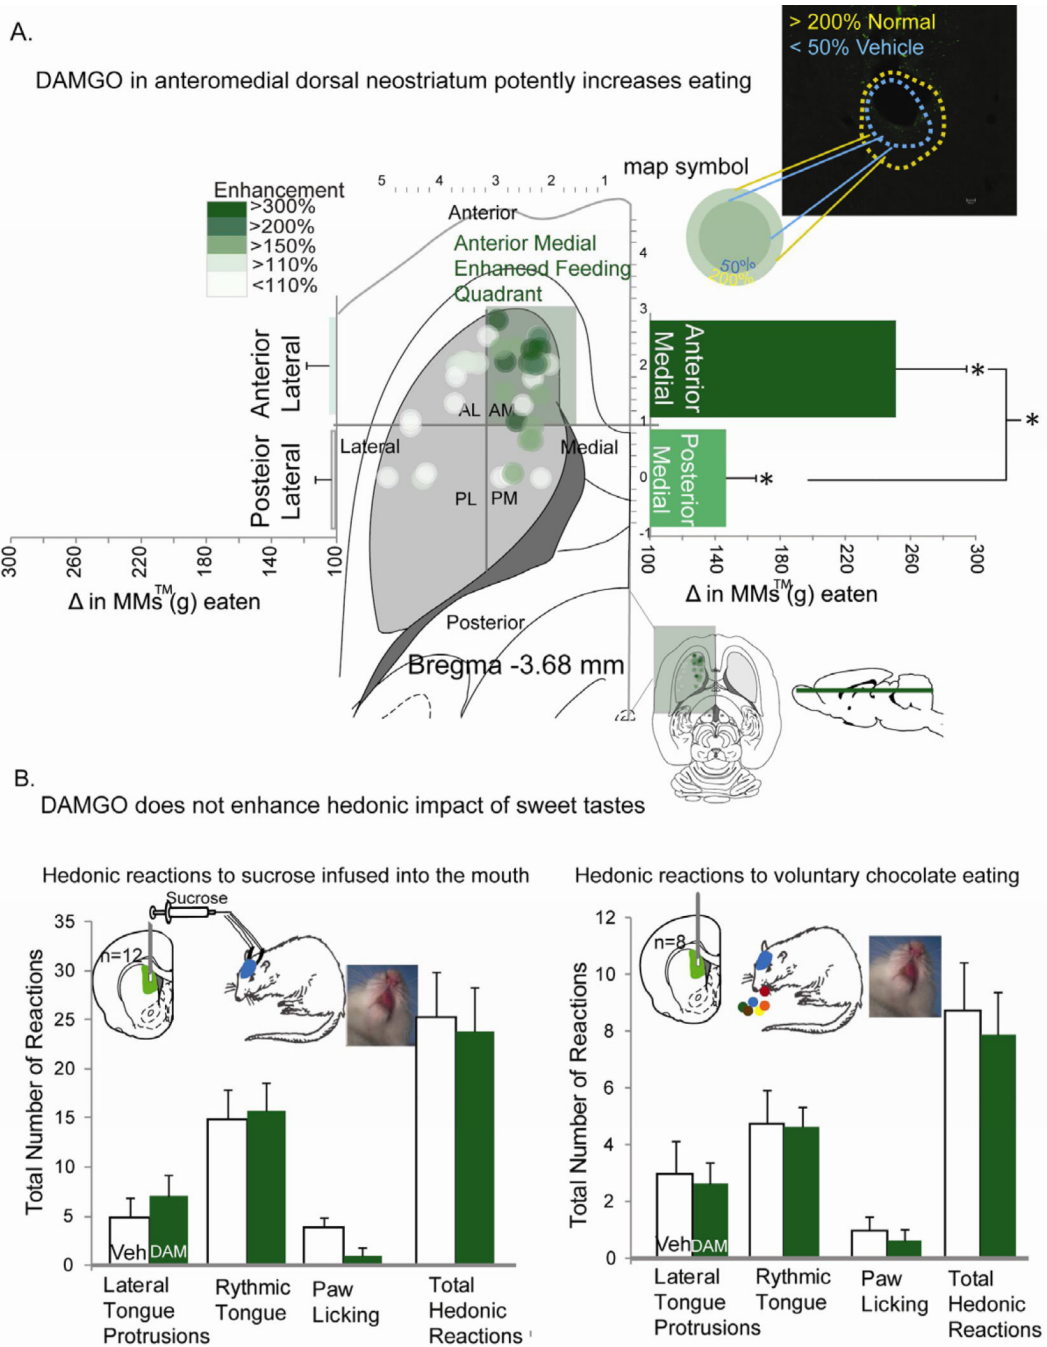 A.
> 200% Normal
< 50% Vehicle
DAMGO in anteromedial dorsal neostriatum potently increases eating
map symbol
50%
200%
Enhancement
>300%
>200%
>150%
>110%
<110%
5 4 3 2 1
Anterior
Anterior Medial
Enhanced Feeding
Quadrant
4
3
2
1
0
-1
Anterior
Lateral
Posteior
Lateral
AL AM
Lateral
Medial
PL PM
Anterior
Medial
Posterior
Medial
*
*
*
300 260 220 180 140 100
Δ in MMs™(g) eaten
100 140 180 220 260 300
Δ in MMs™(g) eaten
Posterior
Bregma -3.68 mm
B.
DAMGO does not enhance hedonic impact of sweet tastes
Hedonic reactions to sucrose infused into the mouth
Sucrose
n=12
Total Number of Reactions
35
30
25
20
15
10
5
0
Veh DAM
Lateral
Tongue
Protrusions
Rythmic
Tongue
Paw
Licking
Total
Hedonic
Reactions
Hedonic reactions to voluntary chocolate eating
n=8
Total Number of Reactions
12
10
8
6
4
2
0
Veh DAM
Lateral
Tongue
Protrusions
Rythmic
Tongue
Paw
Licking
Total
Hedonic
Reactions